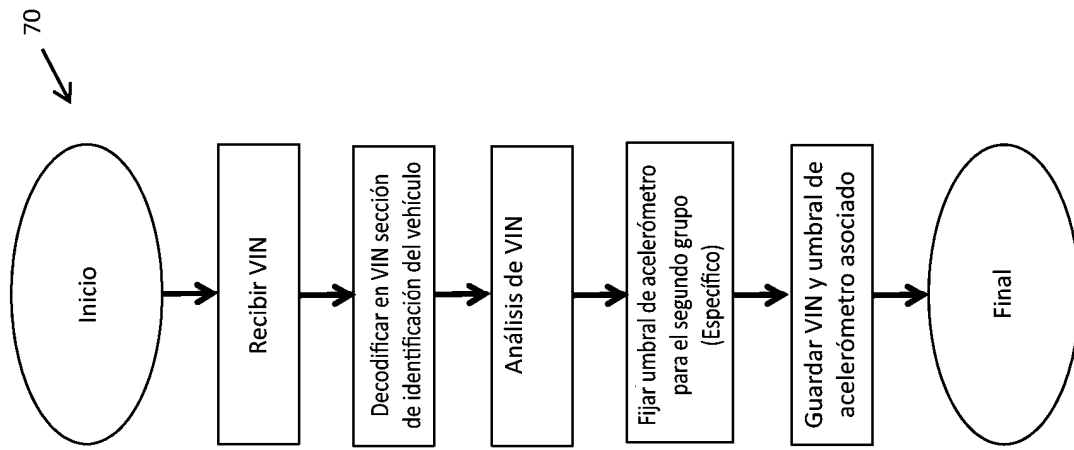 70
Inicio
Recibir VIN
Decodificar en VIN sección
de identificación del vehículo
Análisis de VIN
Fijar umbral de acelerómetro
para el segundo grupo
(Específico)
Guardar VIN y umbral de
acelerómetro asociado
Final